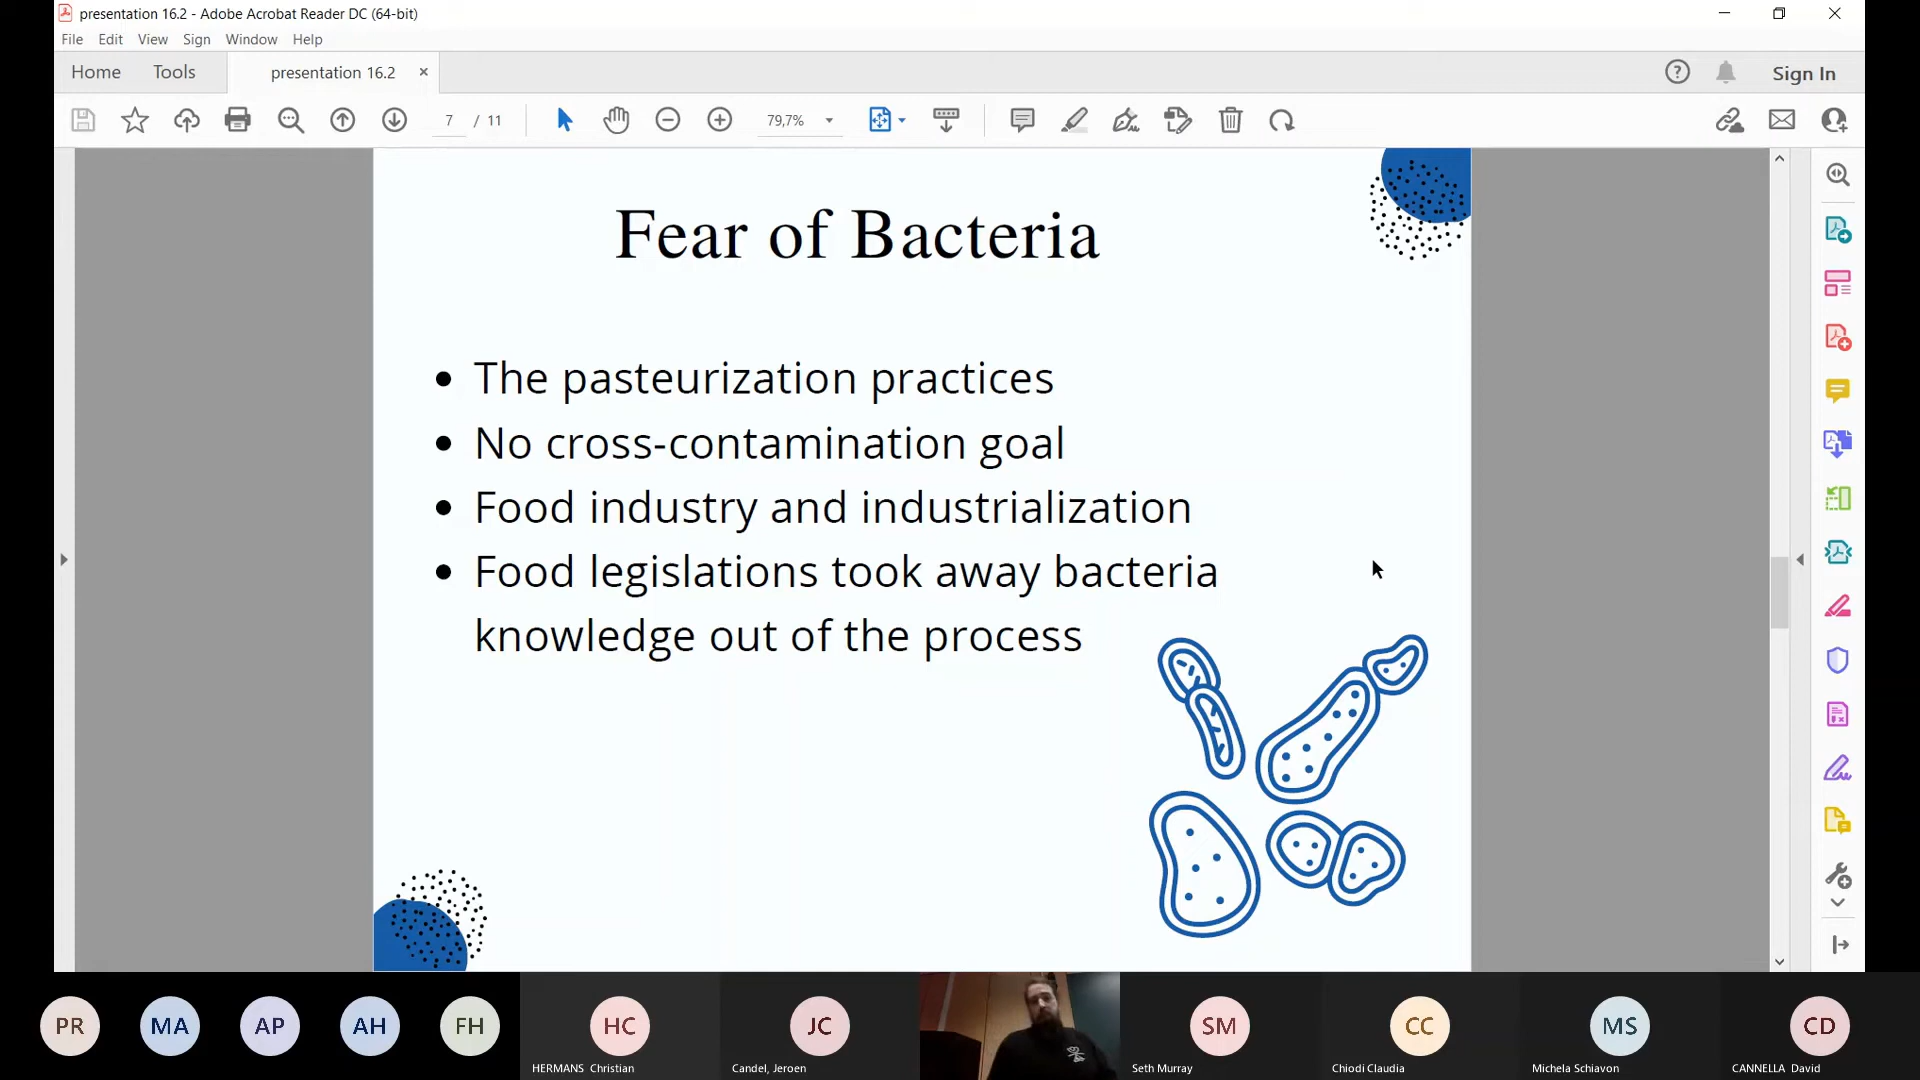 presentation 16.2 - Adobe Acrobat Reader DC (64-bit)
File Edit View Sign Window Help
Home Tools presentation 16.2 × Sign In
7 / 11 79,7%
Fear of Bacteria
• The pasteurization practices
• No cross-contamination goal
• Food industry and industrialization
• Food legislations took away bacteria
knowledge out of the process
PR MA AP AH FH HC JC SM CC MS CD
HERMANS Christian Candel, Jeroen Seth Murray Chiodi Claudia Michela Schiavon CANNELLA David